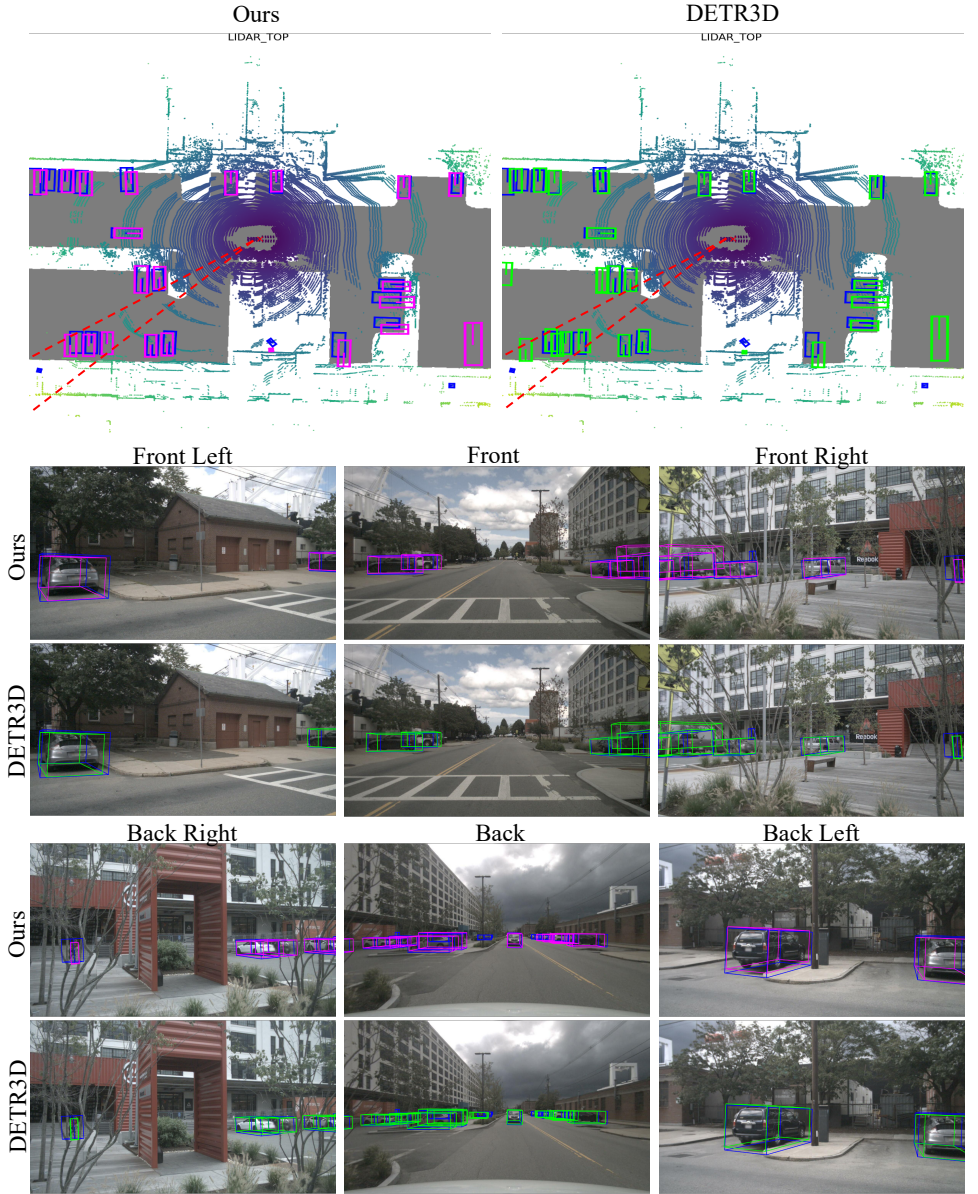 Ours
DETR3D
LIDAR_TOP
LIDAR_TOP
Front Left
Front
Front Right
Ours
Reebok
DETR3D
Reebok
Back Right
Back
Back Left
Ours
DETR3D